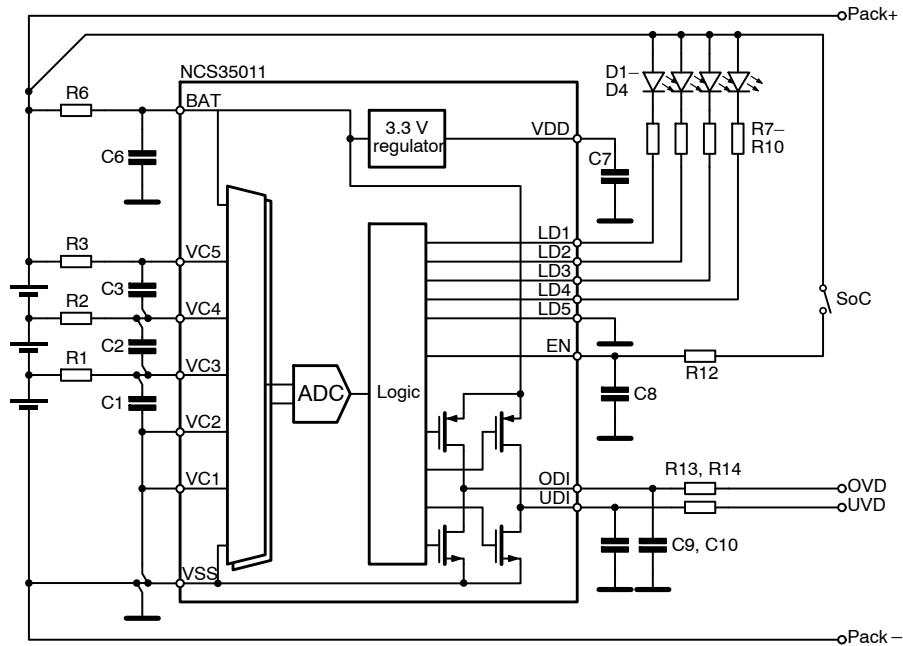 Pack+
NCS35011
D1–
D4
R6
BAT
3.3 V
regulator
VDD
R7–
R10
C6
C7
LD1
R3
VC5
LD2
C3
LD3
R2
VC4
LD4
SoC
LD5
C2
R1
VC3
EN
R12
C1
ADC
Logic
C8
VC2
R13, R14
VC1
ODI
OVD
UDI
UVD
C9, C10
VSS
Pack–